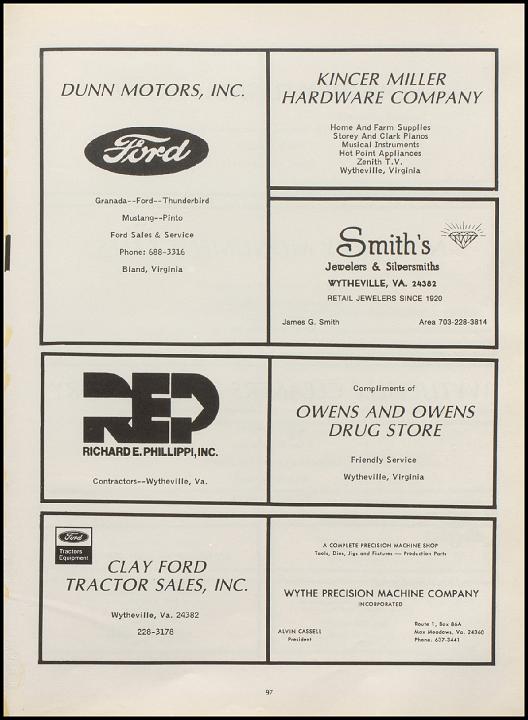 DUNN MOTORS, INC.
Ford
Granada--Ford--Thunderbird
Mustang--Pinto
Ford Sales & Service
Phone: 688-3316
Bland, Virginia
KINCER MILLER
HARDWARE COMPANY
Home And Farm Supplies
Storey And Clark Pianos
Musical Instruments
Hot Point Appliances
Zenith T.V.
Wytheville, Virginia
Smith's
Jewelers & Silversmiths
WYTHEVILLE, VA. 24382
RETAIL JEWELERS SINCE 1920
James G. Smith Area 703-228-3814
REP
RICHARD E. PHILLIPPI, INC.
Contractors--Wytheville, Va.
Compliments of
OWENS AND OWENS
DRUG STORE
Friendly Service
Wytheville, Virginia
Ford
Tractors
Equipment
CLAY FORD
TRACTOR SALES, INC.
Wytheville, Va. 24382
228-3178
A COMPLETE PRECISION MACHINE SHOP
Tools, Dies, Jigs and Fixtures — Production Parts
WYTHE PRECISION MACHINE COMPANY
INCORPORATED
ALVIN CASSELL
President
Route 1, Box 86A
Max Meadows, Va. 24360
Phone: 637-3441
97